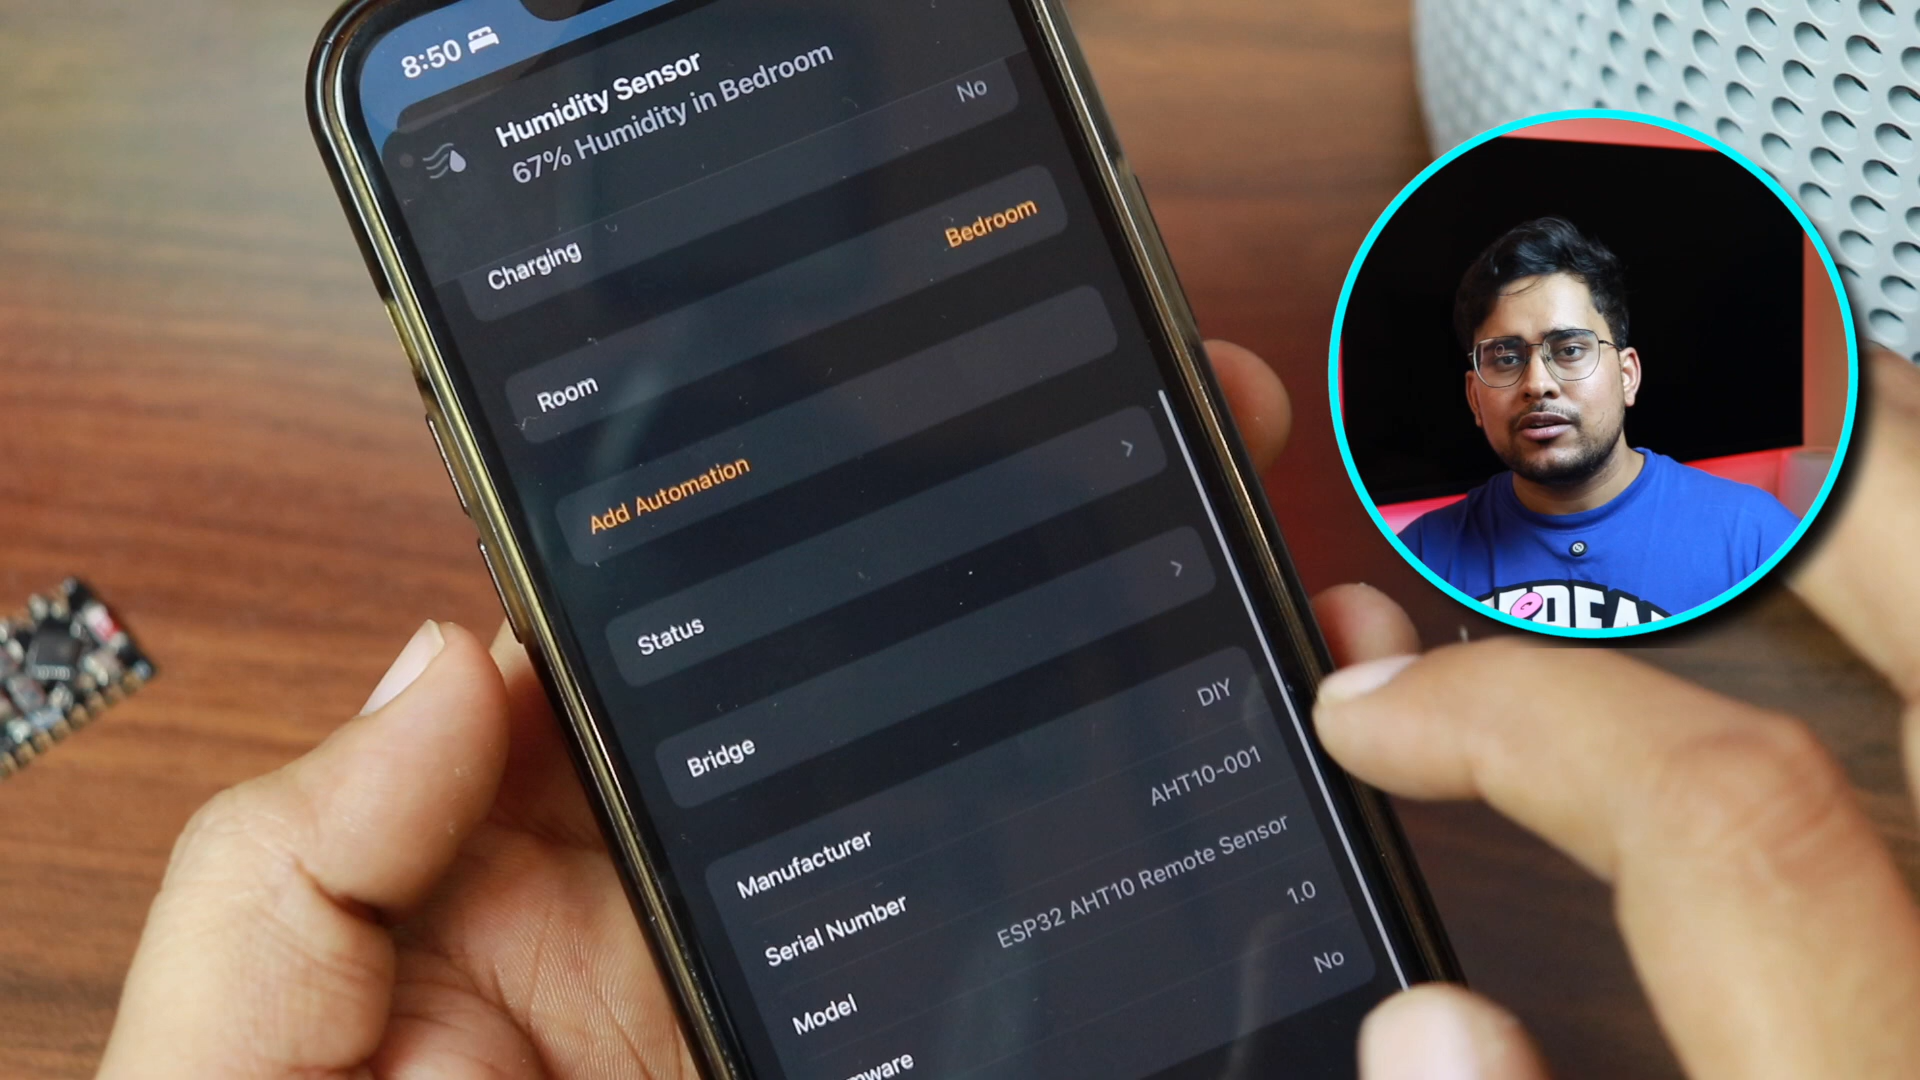 8:50
Humidity Sensor
67% Humidity in Bedroom
Charging No
Room Bedroom
Add Automation
Status
Bridge
Manufacturer DIY
Serial Number AHT10-001
Model ESP32 AHT10 Remote Sensor
1.0
No